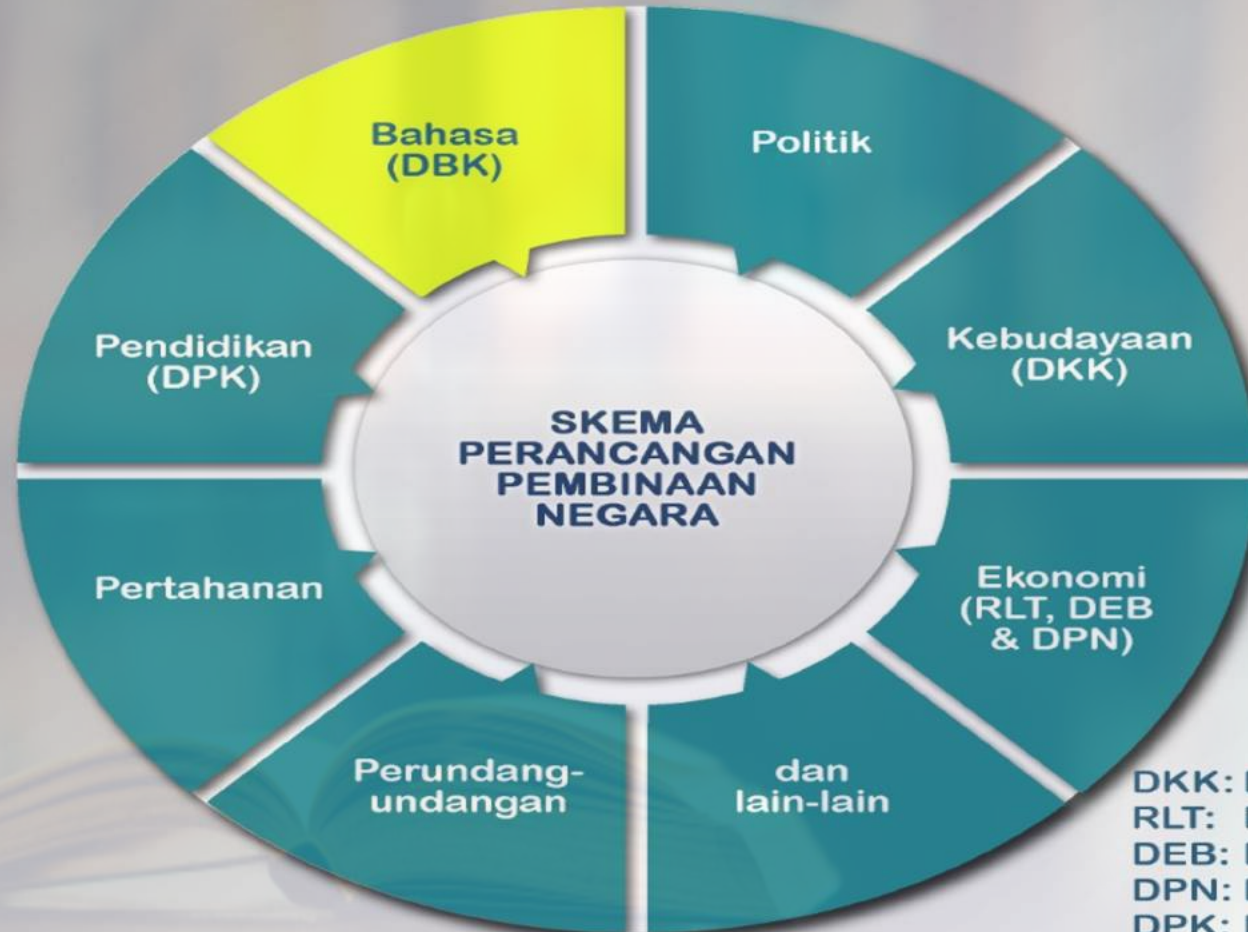 Bahasa
(DBK)
Politik
Kebudayaan
(DKK)
Ekonomi
(RLT, DEB
& DPN)
dan
lain-lain
Perundang-
undangan
Pertahanan
Pendidikan
(DPK)
SKEMA
PERANCANGAN
PEMBINAAN
NEGARA
DKK:
RLT:
DEB:
DPN:
DPK: